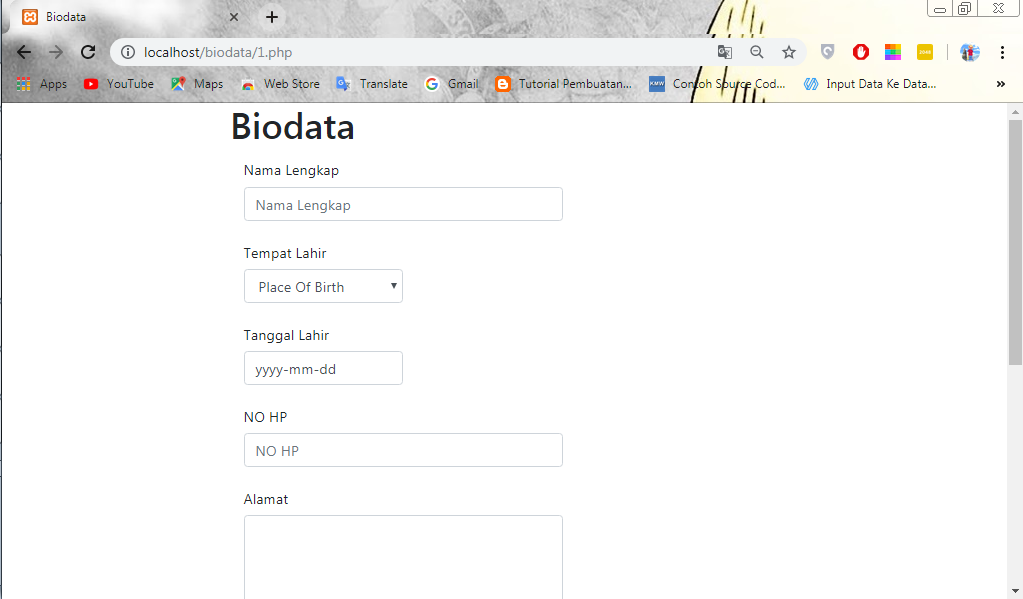 Biodata
localhost/biodata/1.php
Apps YouTube Maps Web Store Translate Gmail Tutorial Pembuatan... Contoh Source Cod... Input Data Ke Data... »
Biodata
Nama Lengkap
Nama Lengkap
Tempat Lahir
Place Of Birth
Tanggal Lahir
yyyy-mm-dd
NO HP
NO HP
Alamat